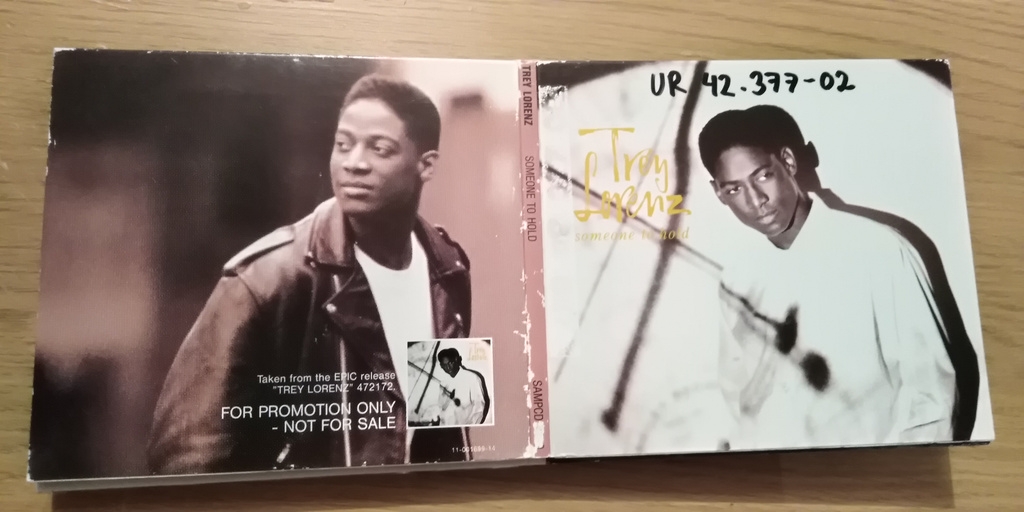 Taken from the EPIC release
"TREY LORENZ" 472172.
FOR PROMOTION ONLY
- NOT FOR SALE
TREY LORENZ SOMEONE TO HOLD SAMPCD
UR 42.377-02
Trey
Lorenz
someone to hold